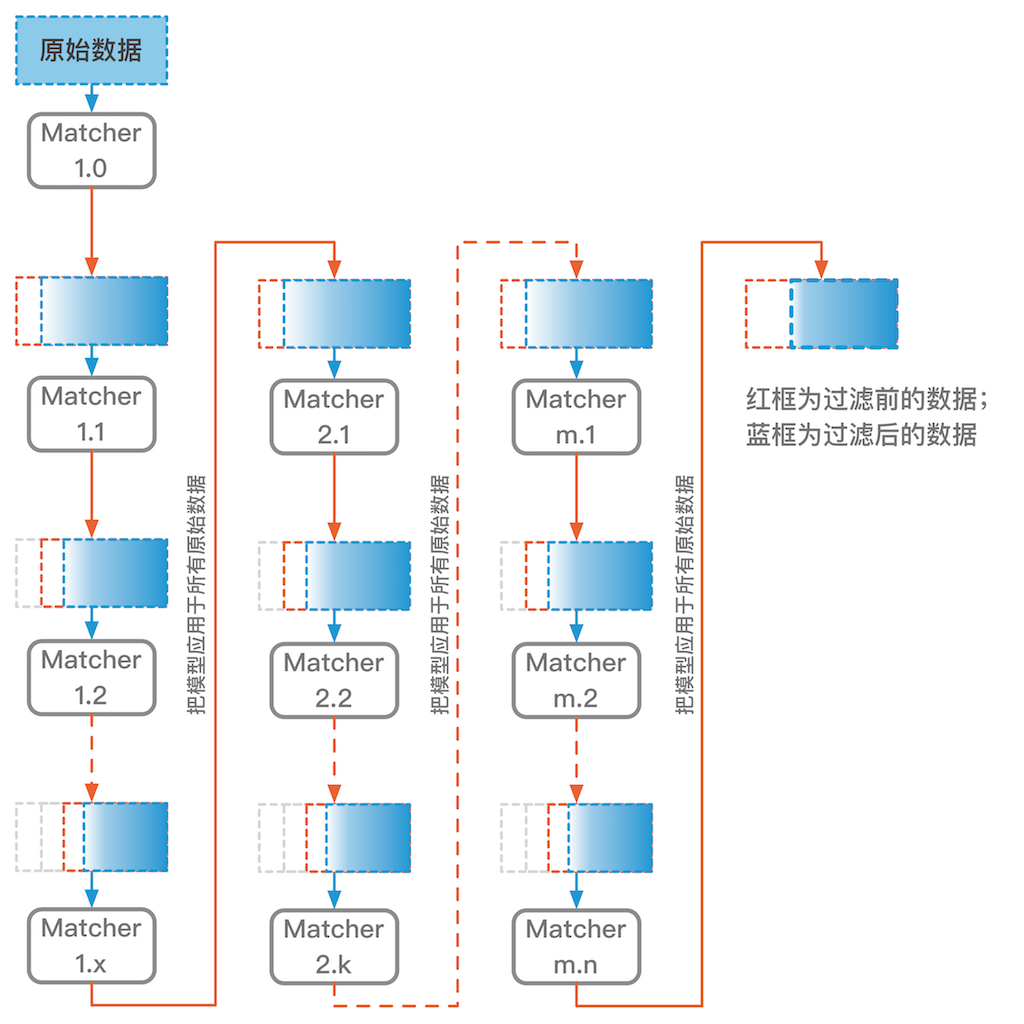 原始数据
Matcher
1.0
Matcher
1.1
Matcher
1.2
Matcher
1.x
把模型应用于所有原始数据
Matcher
2.1
Matcher
2.2
Matcher
2.k
把模型应用于所有原始数据
Matcher
m.1
Matcher
m.2
Matcher
m.n
把模型应用于所有原始数据
红框为过滤前的数据；
蓝框为过滤后的数据